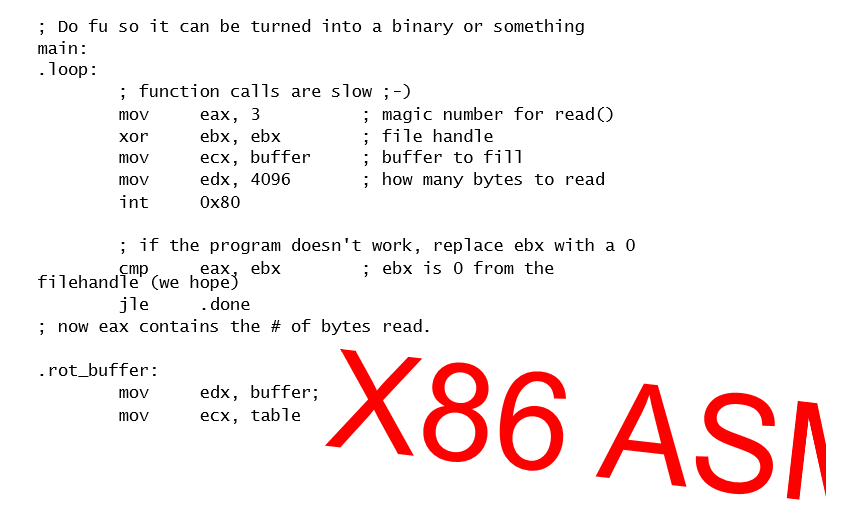 ; Do fu so it can be turned into a binary or something
main:
.loop:
        ; function calls are slow ;-)
        mov     eax, 3          ; magic number for read()
        xor     ebx, ebx        ; file handle
        mov     ecx, buffer     ; buffer to fill
        mov     edx, 4096       ; how many bytes to read
        int     0x80

        ; if the program doesn't work, replace ebx with a 0
        cmp     eax, ebx        ; ebx is 0 from the
filehandle (we hope)
        jle     .done
; now eax contains the # of bytes read.

.rot_buffer:
        mov     edx, buffer;
        mov     ecx, table
X86 ASM